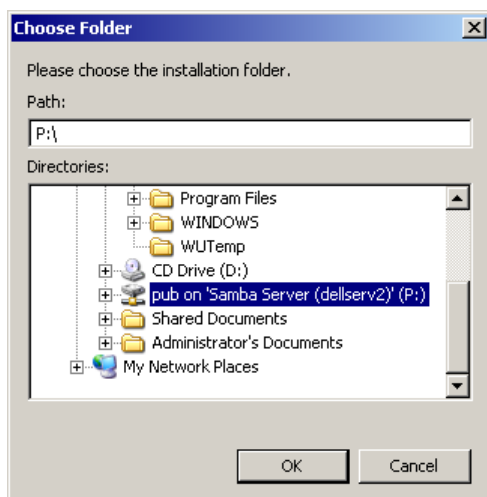 Choose Folder
Please choose the installation folder.
Path:
P:\
Directories:
Program Files
WINDOWS
WUTemp
CD Drive (D:)
pub on 'Samba Server (dellserv2)' (P:)
Shared Documents
Administrator's Documents
My Network Places
OK Cancel